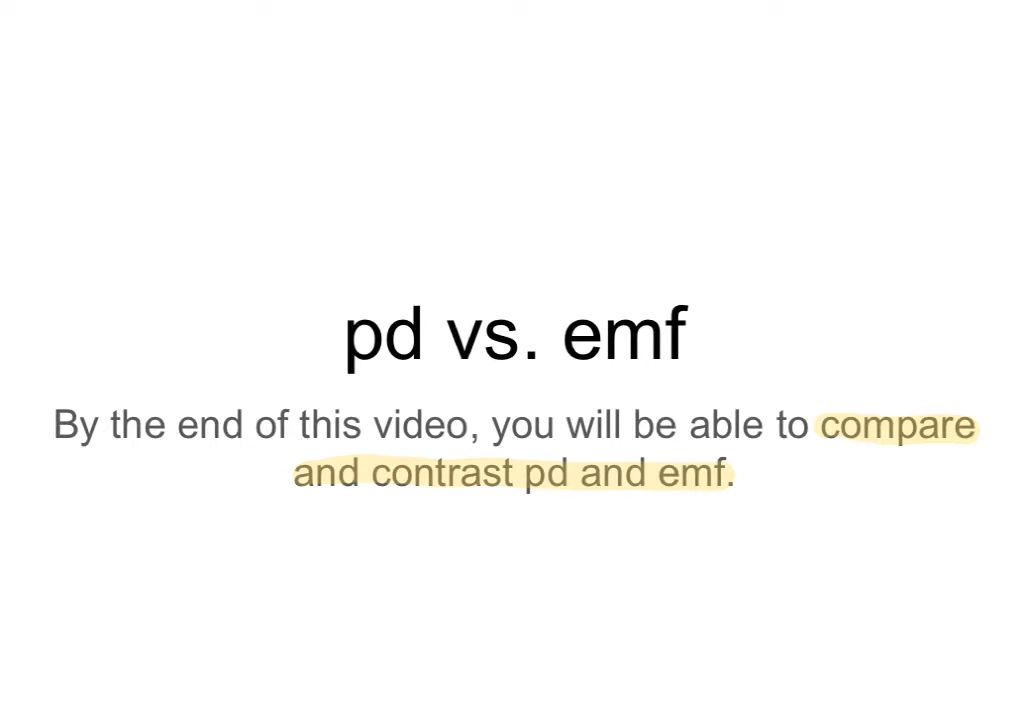 pd vs. emf
By the end of this video, you will be able to compare
and contrast pd and emf.